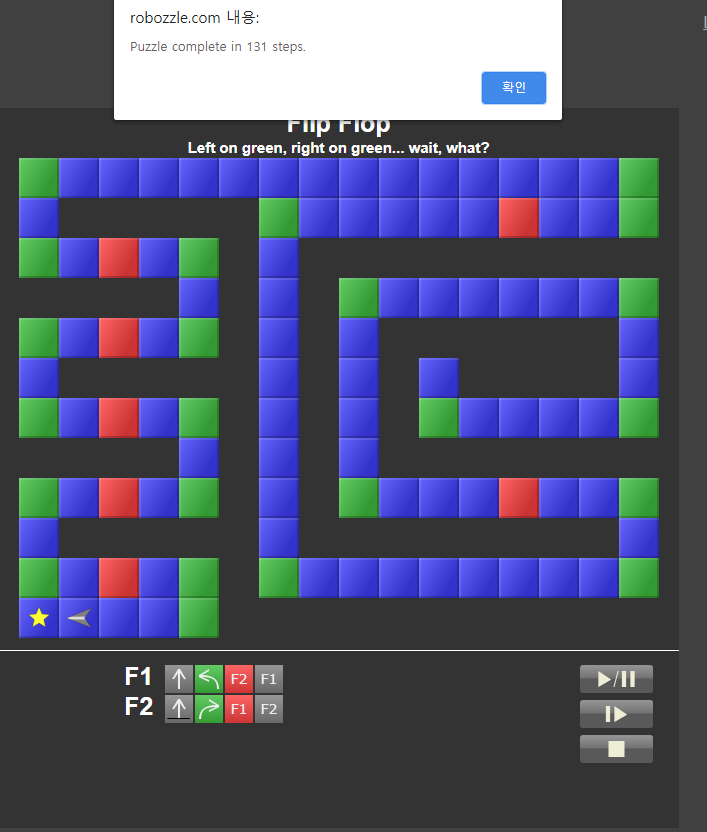 robozzle.com 내용:
Puzzle complete in 131 steps.
확인
Flip Flop
Left on green, right on green... wait, what?
F1 F2 F1
F2 F1 F2